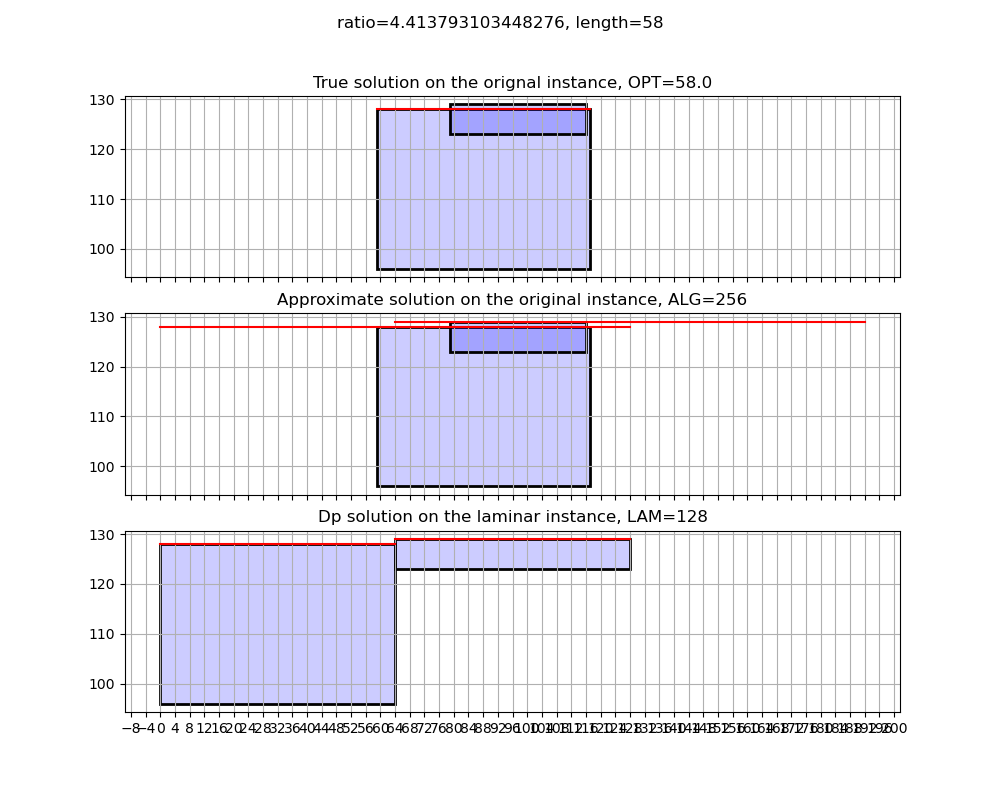 ratio=4.413793103448276, length=58
True solution on the orignal instance, OPT=58.0
130
120
110
100
Approximate solution on the original instance, ALG=256
130
120
110
100
Dp solution on the laminar instance, LAM=128
130
120
110
100
−8 −4 0 4 8 12 16 20 24 28 32 36 40 44 48 52 56 60 64 68 72 76 80 84 88 92 96 200